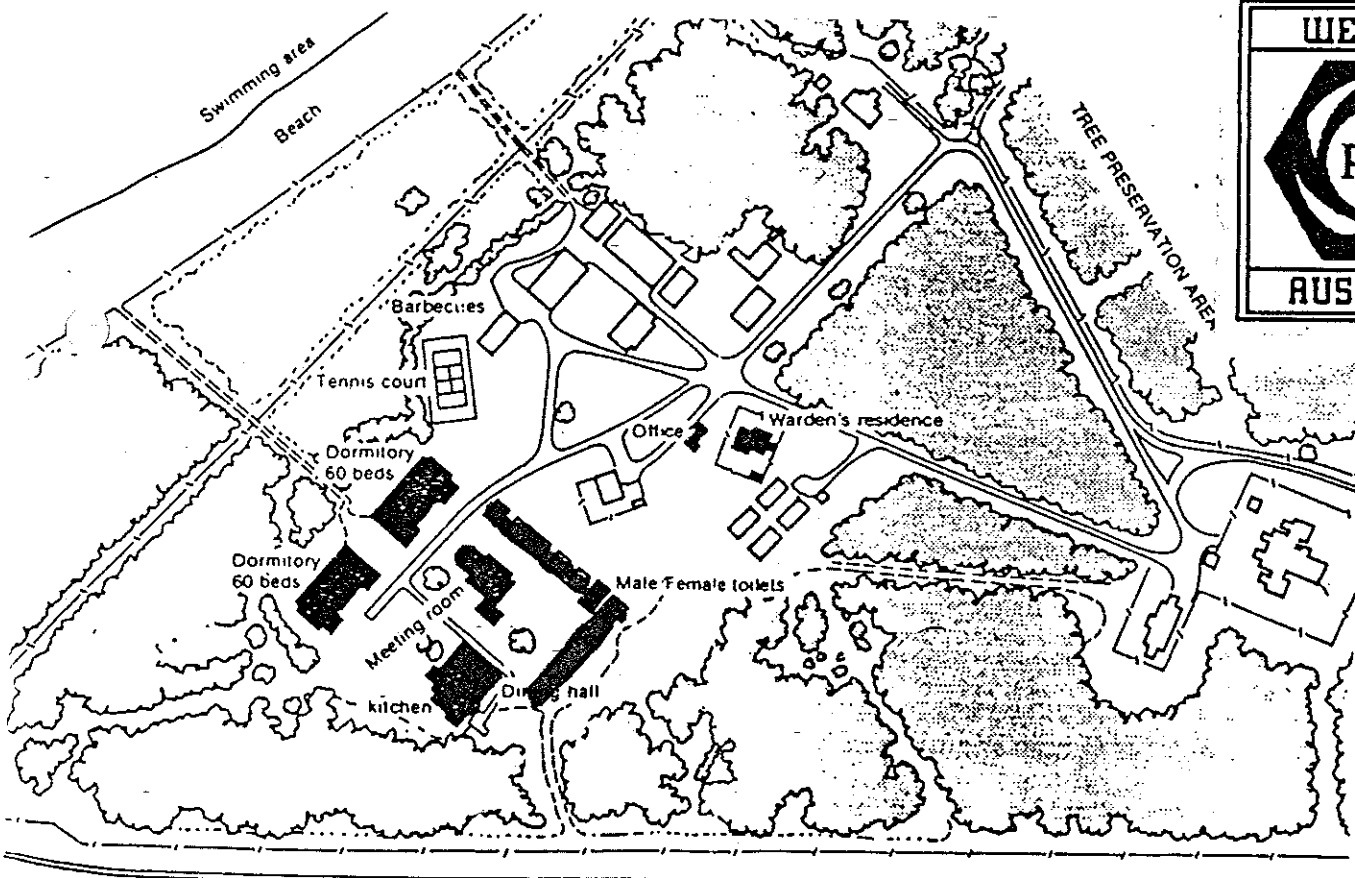 Swimming area
Beach
WE
P
AUS
TREE PRESERVATION AREA
Barbecues
Tennis court
Dormitory
60 beds
Office
Warden's residence
Dormitory
60 beds
Meeting room
Male Female toilets
kitchen
Dining hall